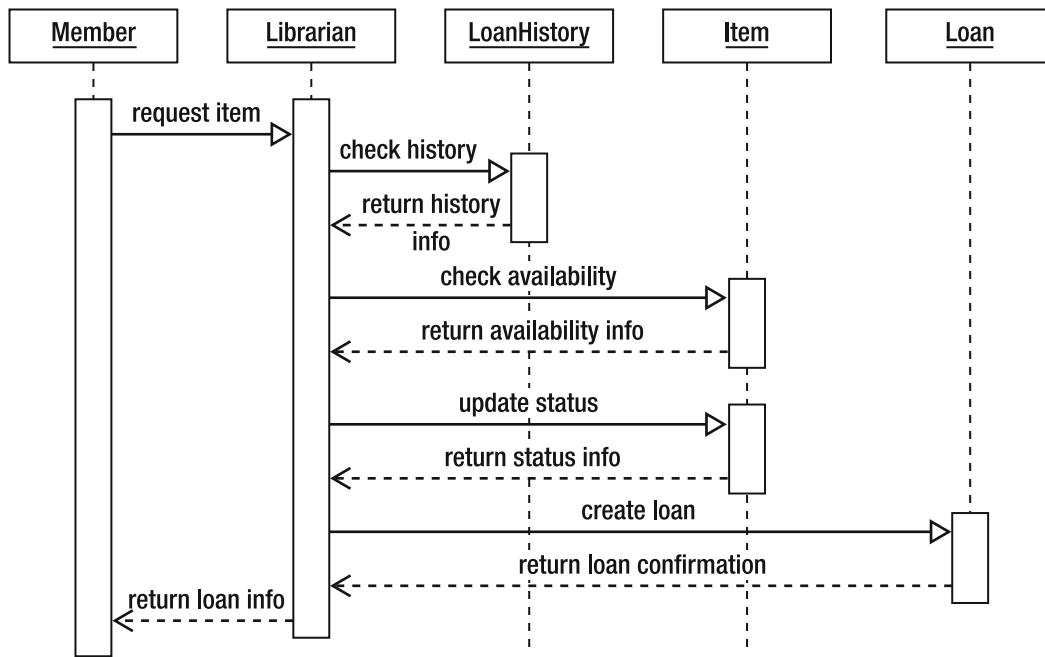 Member
Librarian
LoanHistory
Item
Loan
request item
check history
return history
info
check availability
return availability info
update status
return status info
create loan
return loan confirmation
return loan info